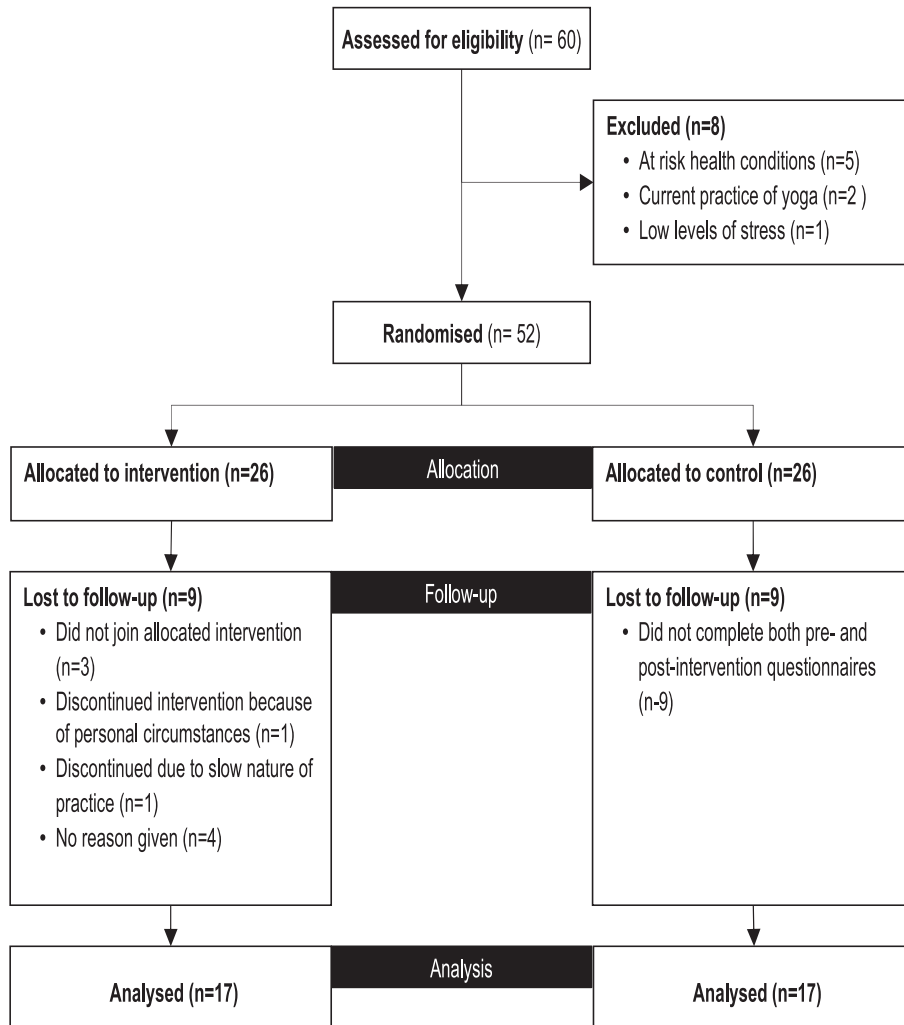 Assessed for eligibility (n= 60)
Excluded (n=8)
• At risk health conditions (n=5)
• Current practice of yoga (n=2 )
• Low levels of stress (n=1)
Randomised (n= 52)
Allocated to intervention (n=26)
Allocation
Allocated to control (n=26)
Lost to follow-up (n=9)
• Did not join allocated intervention
(n=3)
• Discontinued intervention because
of personal circumstances (n=1)
• Discontinued due to slow nature of
practice (n=1)
• No reason given (n=4)
Follow-up
Lost to follow-up (n=9)
• Did not complete both pre- and
post-intervention questionnaires
(n-9)
Analysed (n=17)
Analysis
Analysed (n=17)